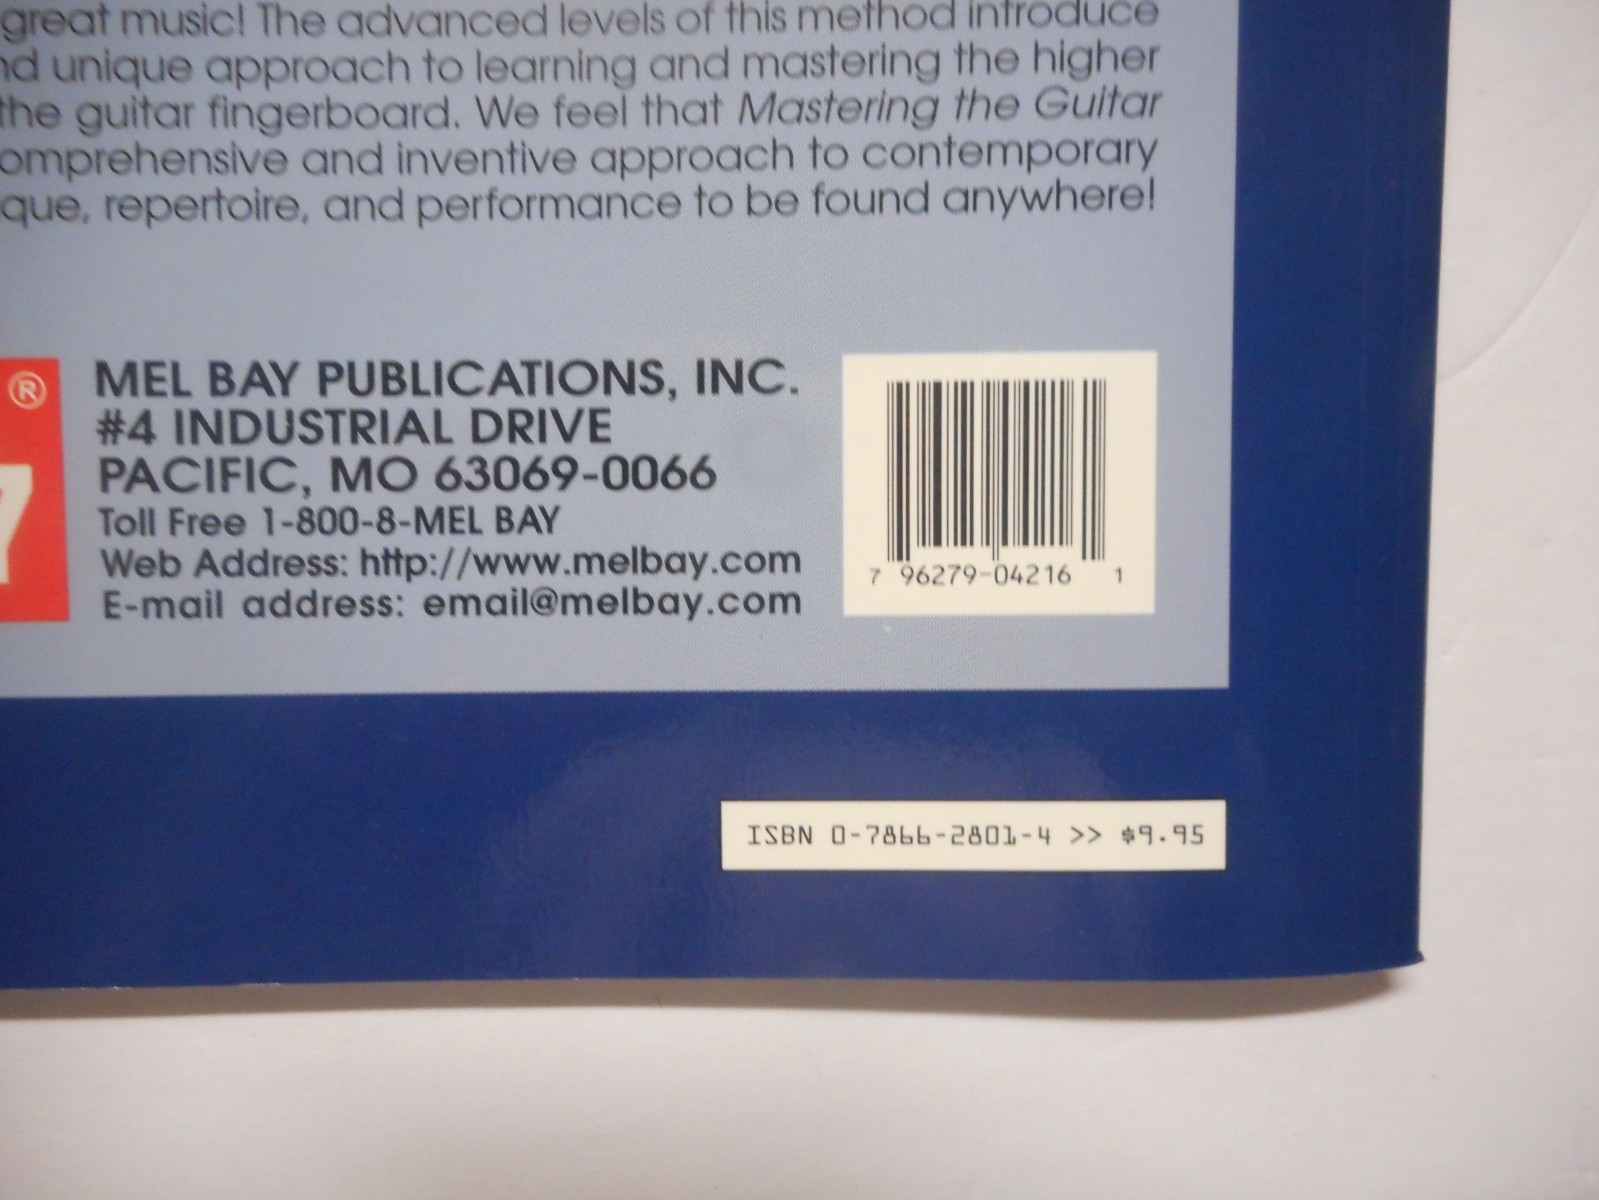 great music! The advanced levels of this method introduce
unique approach to learning and mastering the higher
the guitar fingerboard. We feel that Mastering the Guitar
omprehensive and inventive approach to contemporary
que, repertoire, and performance to be found anywhere!
®
Y
MEL BAY PUBLICATIONS, INC.
#4 INDUSTRIAL DRIVE
PACIFIC, MO 63069-0066
Toll Free 1-800-8-MEL BAY
Web Address: http://www.melbay.com
E-mail address: email@melbay.com
7 96279-04216 1
ISBN 0-7866-2801-4 >> $9.95